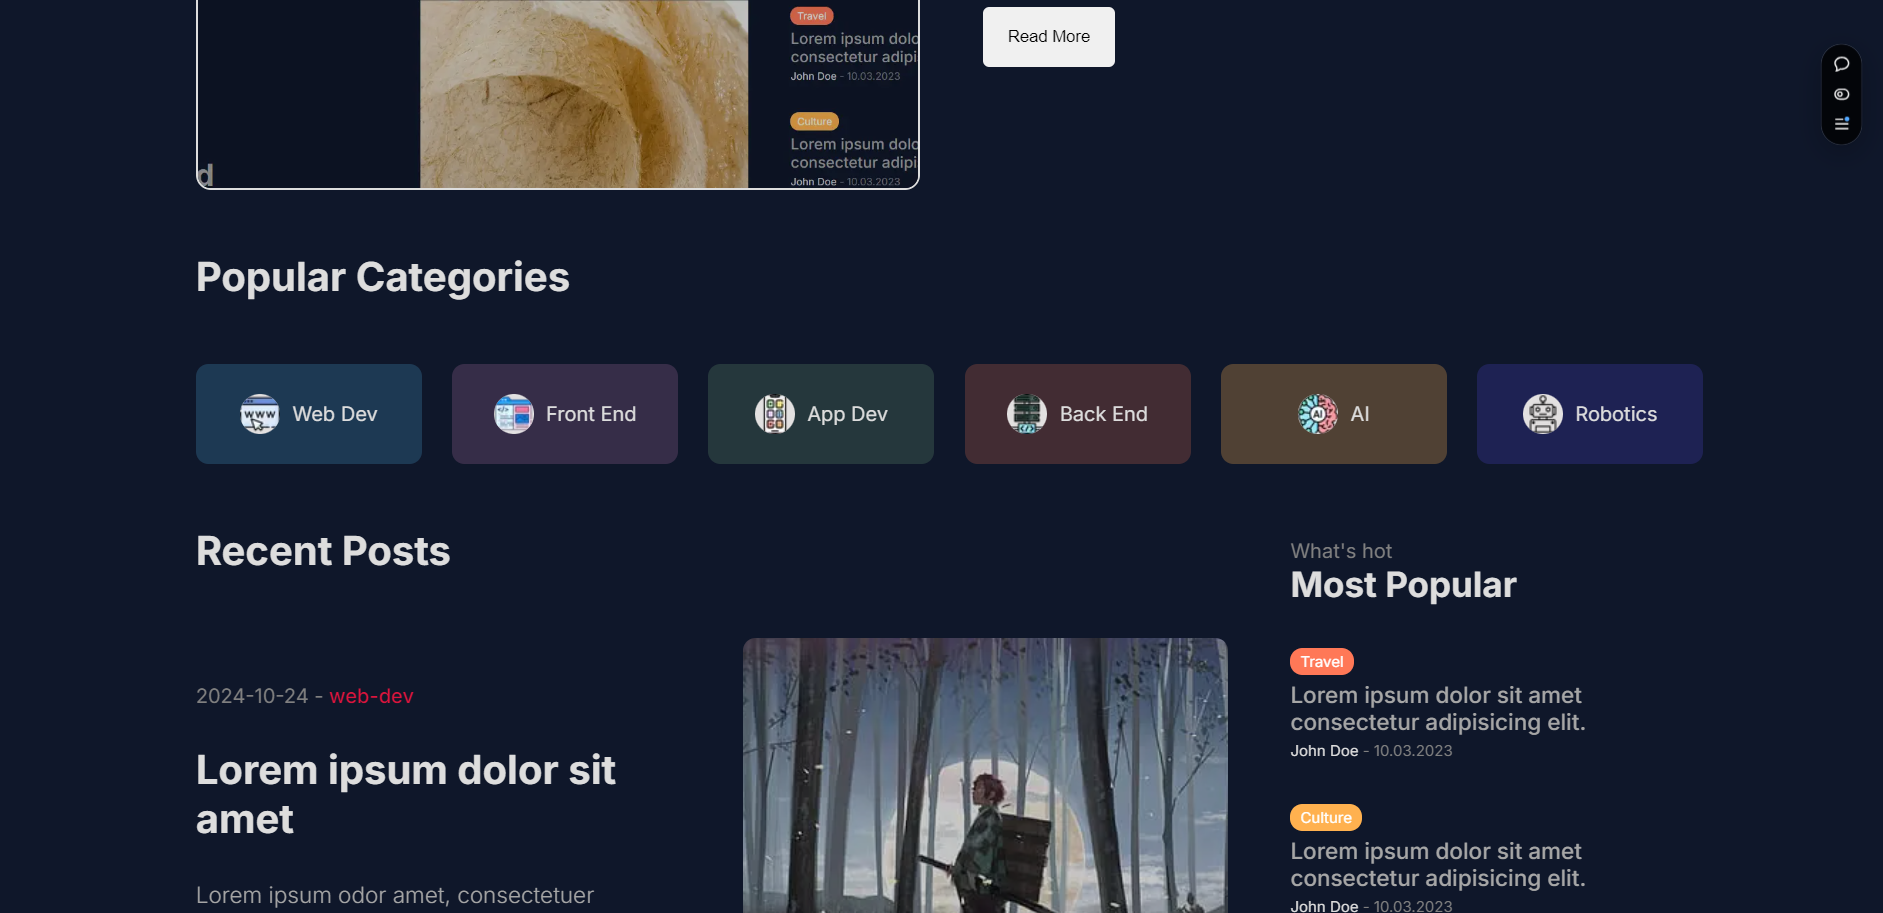 Travel
Lorem ipsum dolo
consectetur adipi
John Doe - 10.03.2023
Culture
Lorem ipsum dolo
consectetur adipi
John Doe - 10.03.2023
d
Read More
Popular Categories
www
Web Dev
Front End
App Dev
Back End
AI
AI
Robotics
Recent Posts
2024-10-24 - web-dev
Lorem ipsum dolor sit
amet
Lorem ipsum odor amet, consectetuer
What's hot
Most Popular
Travel
Lorem ipsum dolor sit amet
consectetur adipisicing elit.
John Doe - 10.03.2023
Culture
Lorem ipsum dolor sit amet
consectetur adipisicing elit.
John Doe - 10.03.2023